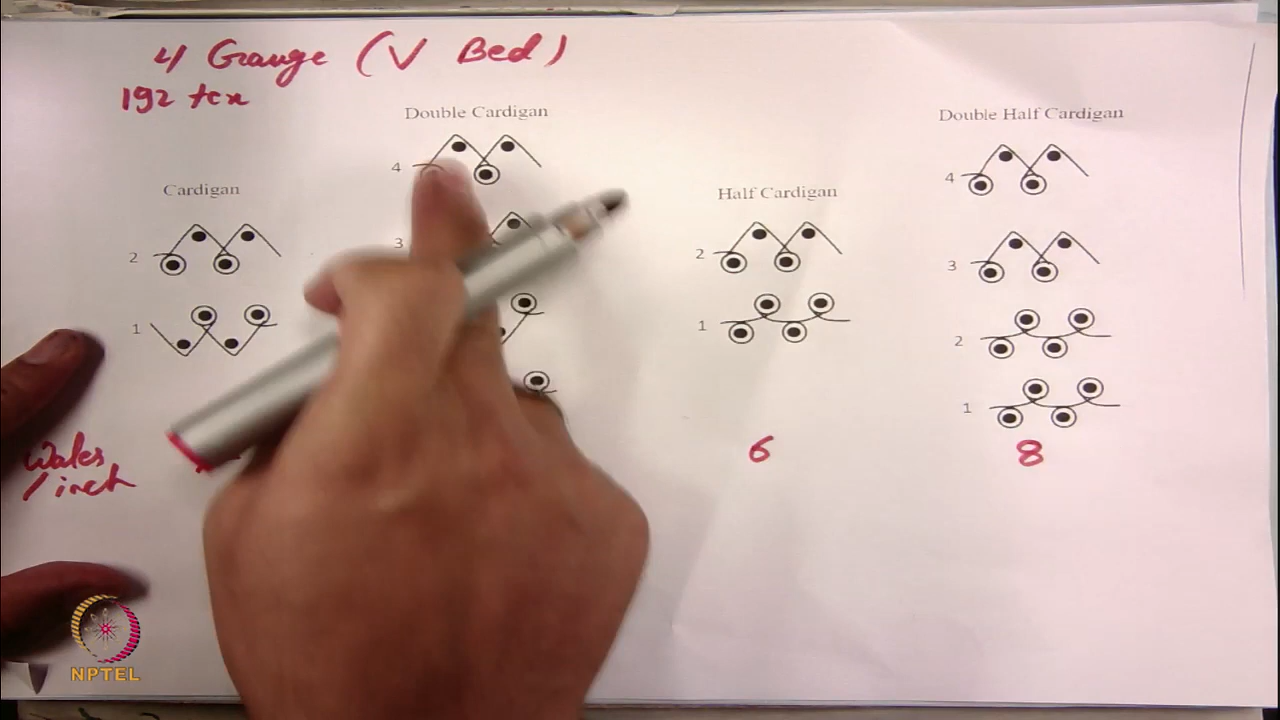 4 Gauge (V Bed)
192 tex
Double Cardigan
4
3
Cardigan
2
1
Half Cardigan
2
1
Double Half Cardigan
4
3
2
1
Wales
/inch
6
8
NPTEL